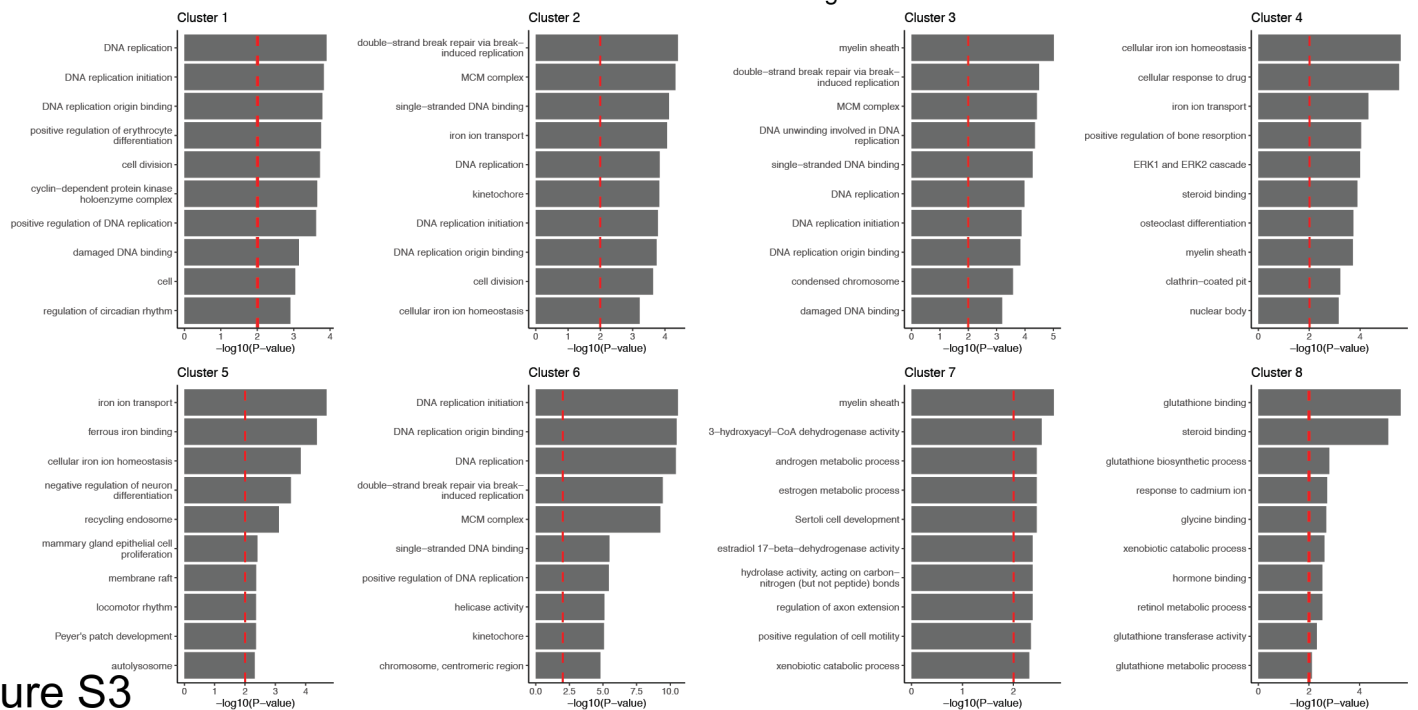 Cluster 1
DNA replication
DNA replication initiation
DNA replication origin binding
positive regulation of erythrocyte
differentiation
cell division
cyclin−dependent protein kinase
holoenzyme complex
positive regulation of DNA replication
damaged DNA binding
cell
regulation of circadian rhythm
0 1 2 3 4
−log10(P−value)
Cluster 2
double−strand break repair via break−
induced replication
MCM complex
single−stranded DNA binding
iron ion transport
DNA replication
kinetochore
DNA replication initiation
DNA replication origin binding
cell division
cellular iron ion homeostasis
0 1 2 3 4
−log10(P−value)
Cluster 3
myelin sheath
double−strand break repair via break−
induced replication
MCM complex
DNA unwinding involved in DNA
replication
single−stranded DNA binding
DNA replication
DNA replication initiation
DNA replication origin binding
condensed chromosome
damaged DNA binding
0 1 2 3 4 5
−log10(P−value)
Cluster 4
cellular iron ion homeostasis
cellular response to drug
iron ion transport
positive regulation of bone resorption
ERK1 and ERK2 cascade
steroid binding
osteoclast differentiation
myelin sheath
clathrin−coated pit
nuclear body
0 2 4
−log10(P−value)
Cluster 5
iron ion transport
ferrous iron binding
cellular iron ion homeostasis
negative regulation of neuron
differentiation
recycling endosome
mammary gland epithelial cell
proliferation
membrane raft
locomotor rhythm
Peyer's patch development
autolysosome
0 1 2 3 4
−log10(P−value)
Cluster 6
DNA replication initiation
DNA replication origin binding
DNA replication
double−strand break repair via break−
induced replication
MCM complex
single−stranded DNA binding
positive regulation of DNA replication
helicase activity
kinetochore
chromosome, centromeric region
0.0 2.5 5.0 7.5 10.0
−log10(P−value)
Cluster 7
myelin sheath
3−hydroxyacyl−CoA dehydrogenase activity
androgen metabolic process
estrogen metabolic process
Sertoli cell development
estradiol 17−beta−dehydrogenase activity
hydrolase activity, acting on carbon−
nitrogen (but not peptide) bonds
regulation of axon extension
positive regulation of cell motility
xenobiotic catabolic process
0 1 2
−log10(P−value)
Cluster 8
glutathione binding
steroid binding
glutathione biosynthetic process
response to cadmium ion
glycine binding
xenobiotic catabolic process
hormone binding
retinol metabolic process
glutathione transferase activity
glutathione metabolic process
0 2 4
−log10(P−value)
ure S3